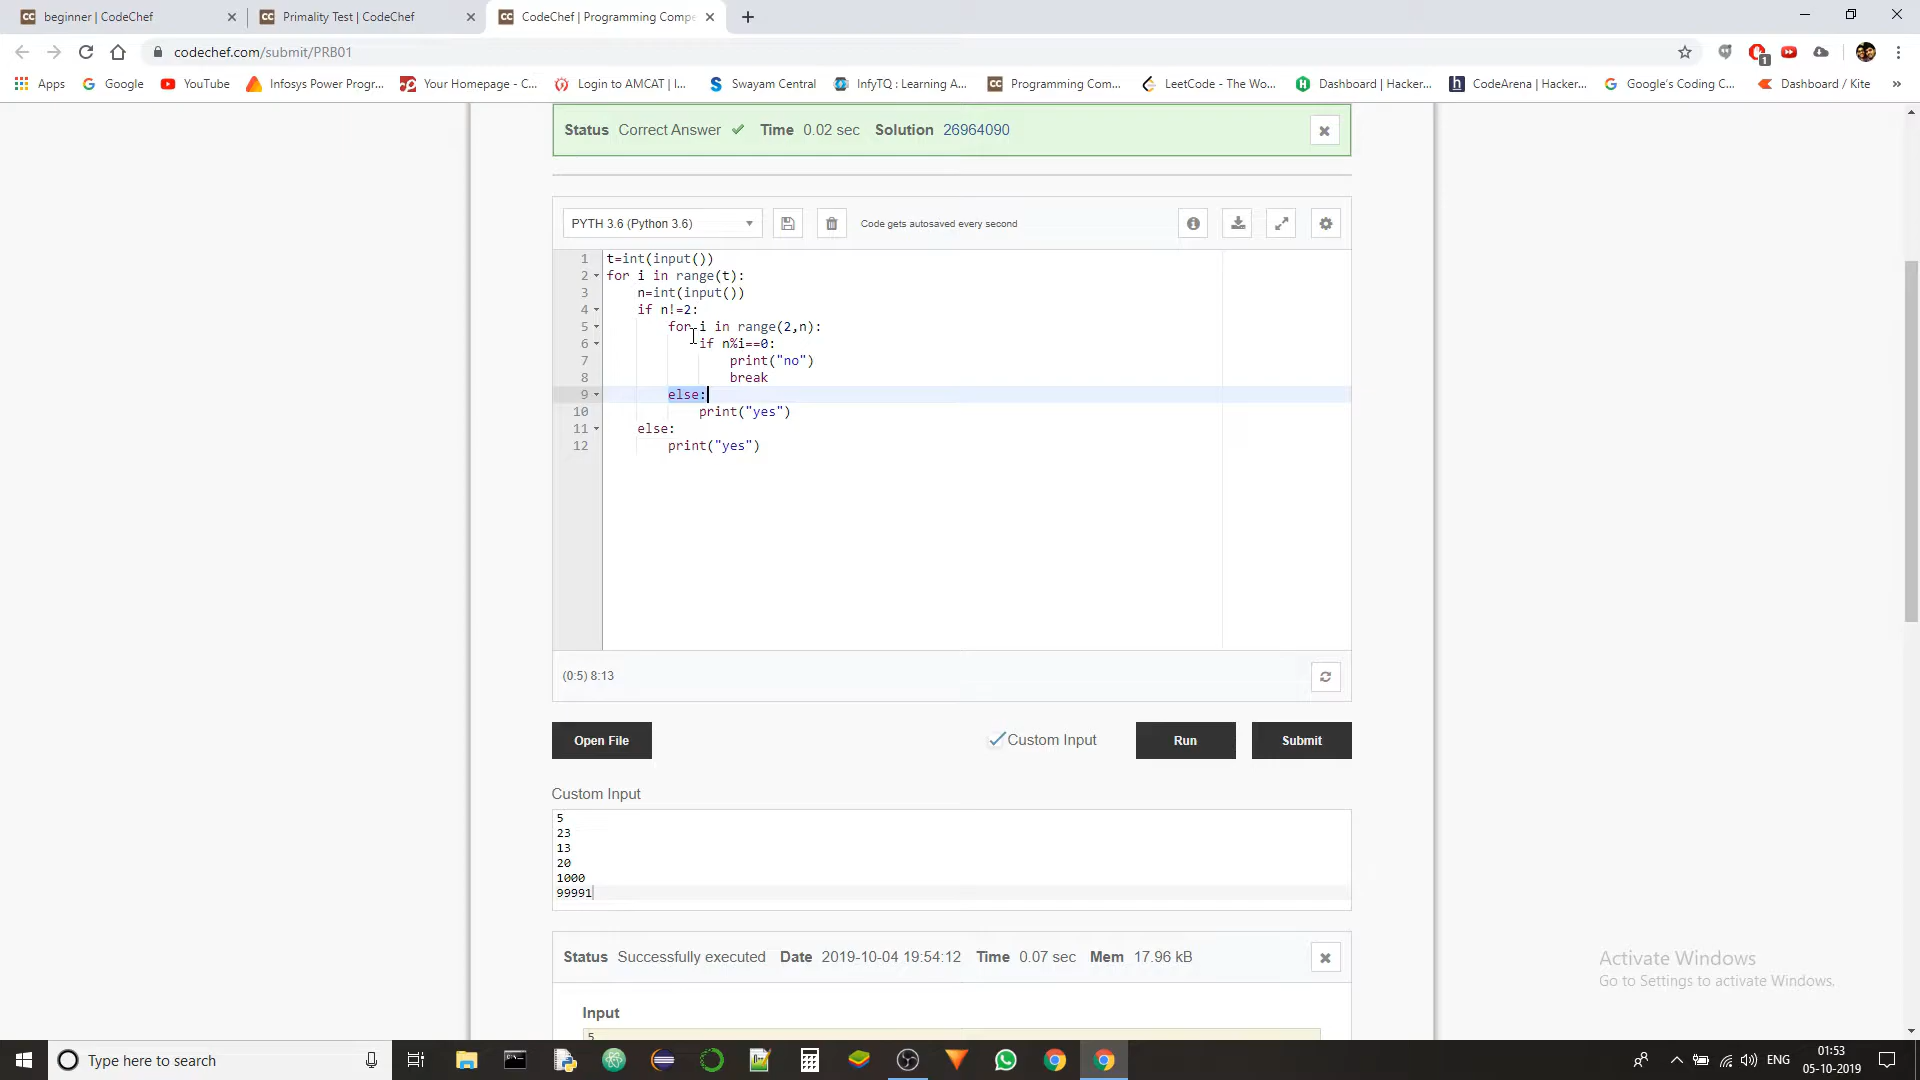 beginner | CodeChef
Primality Test | CodeChef
CodeChef | Programming Compe
codechef.com/submit/PRB01
1
Apps
Google
YouTube
Infosys Power Progr...
Your Homepage - C...
Login to AMCAT | I...
Swayam Central
InfyTQ : Learning A...
Programming Com...
LeetCode - The Wo...
Dashboard | Hacker...
CodeArena | Hacker...
Google's Coding C...
Dashboard / Kite
»
Status Correct Answer Time 0.02 sec Solution 26964090
PYTH 3.6 (Python 3.6)
Code gets autosaved every second
1 t=int(input())
2 for i in range(t):
3 n=int(input())
4 if n!=2:
5 for i in range(2,n):
6 if n%i==0:
7 print("no")
8 break
9 else:
10 print("yes")
11 else:
12 print("yes")
(0:5) 8:13
Open File
Custom Input
Run
Submit
Custom Input
5
23
13
20
1000
99991
Status Successfully executed Date 2019-10-04 19:54:12 Time 0.07 sec Mem 17.96 kB
Input
5
Activate Windows
Go to Settings to activate Windows.
Type here to search
ENG
01:53
05-10-2019